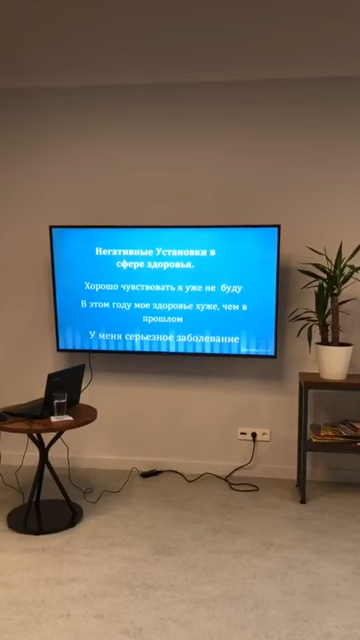 Негативные Установки в
сфере здоровья.
Хорошо чувствовать я уже не буду
В этом году мое здоровье хуже, чем в
прошлом
У меня серьезное заболевание